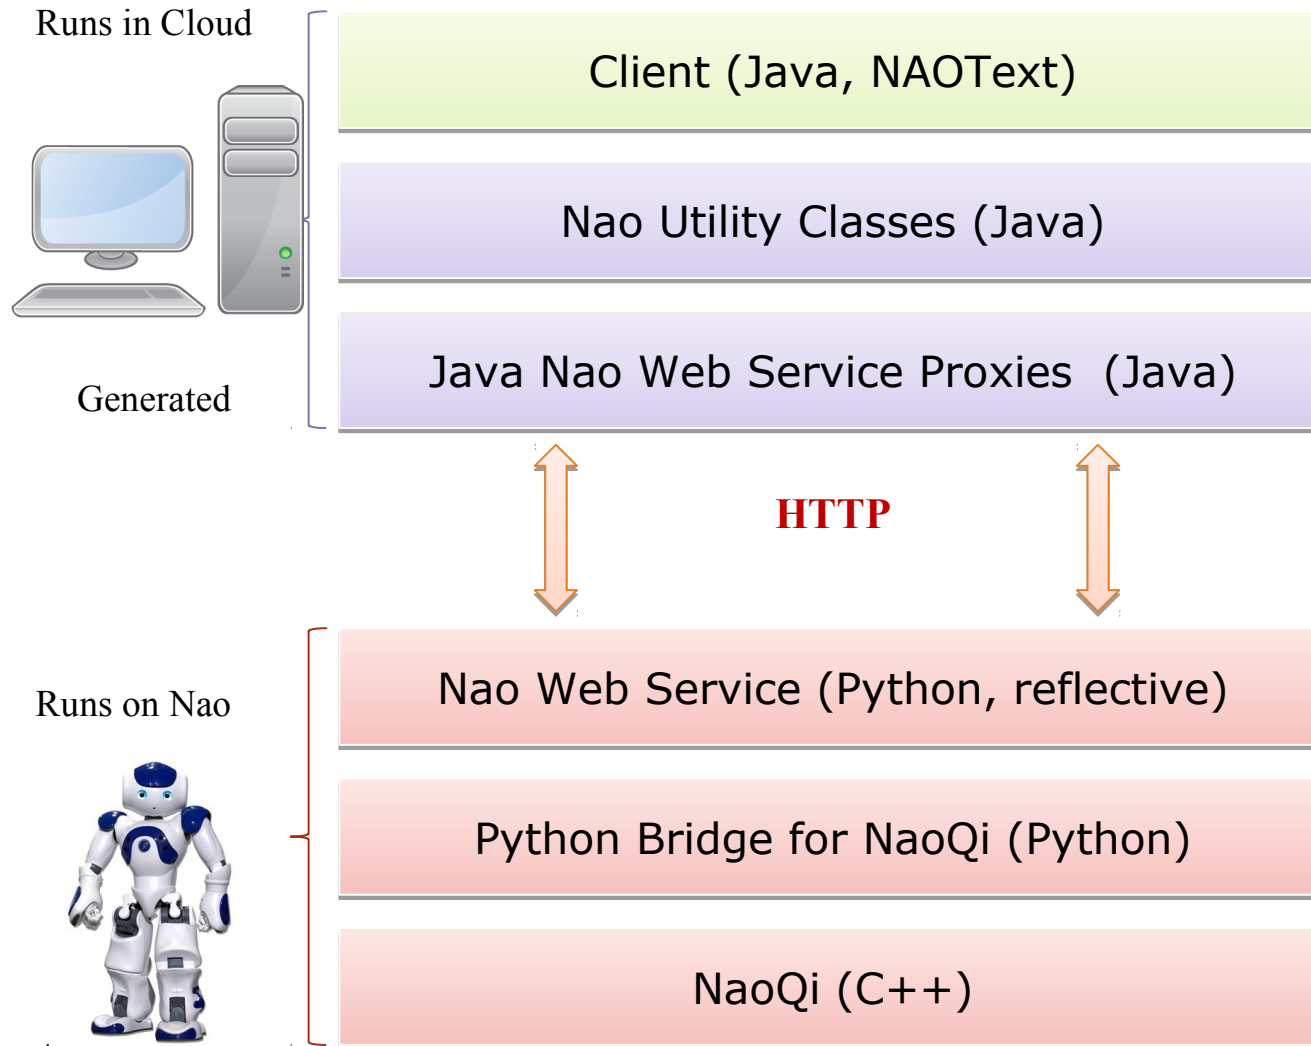 Runs in Cloud
Client (Java, NAOText)
Nao Utility Classes (Java)
Java Nao Web Service Proxies (Java)
Generated
HTTP
Nao Web Service (Python, reflective)
Runs on Nao
Python Bridge for NaoQi (Python)
NaoQi (C++)